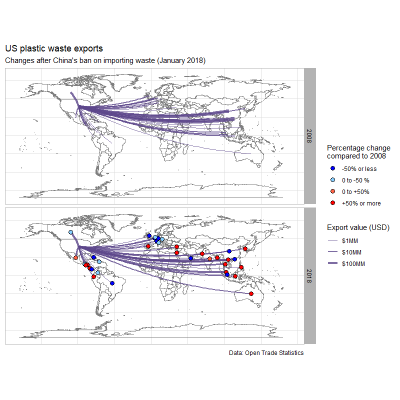 US plastic waste exports
Changes after China's ban on importing waste (January 2018)
2008
2018
Percentage change
compared to 2008
-50% or less
0 to -50 %
0 to +50%
+50% or more
Export value (USD)
$1MM
$10MM
$100MM
Data: Open Trade Statistics